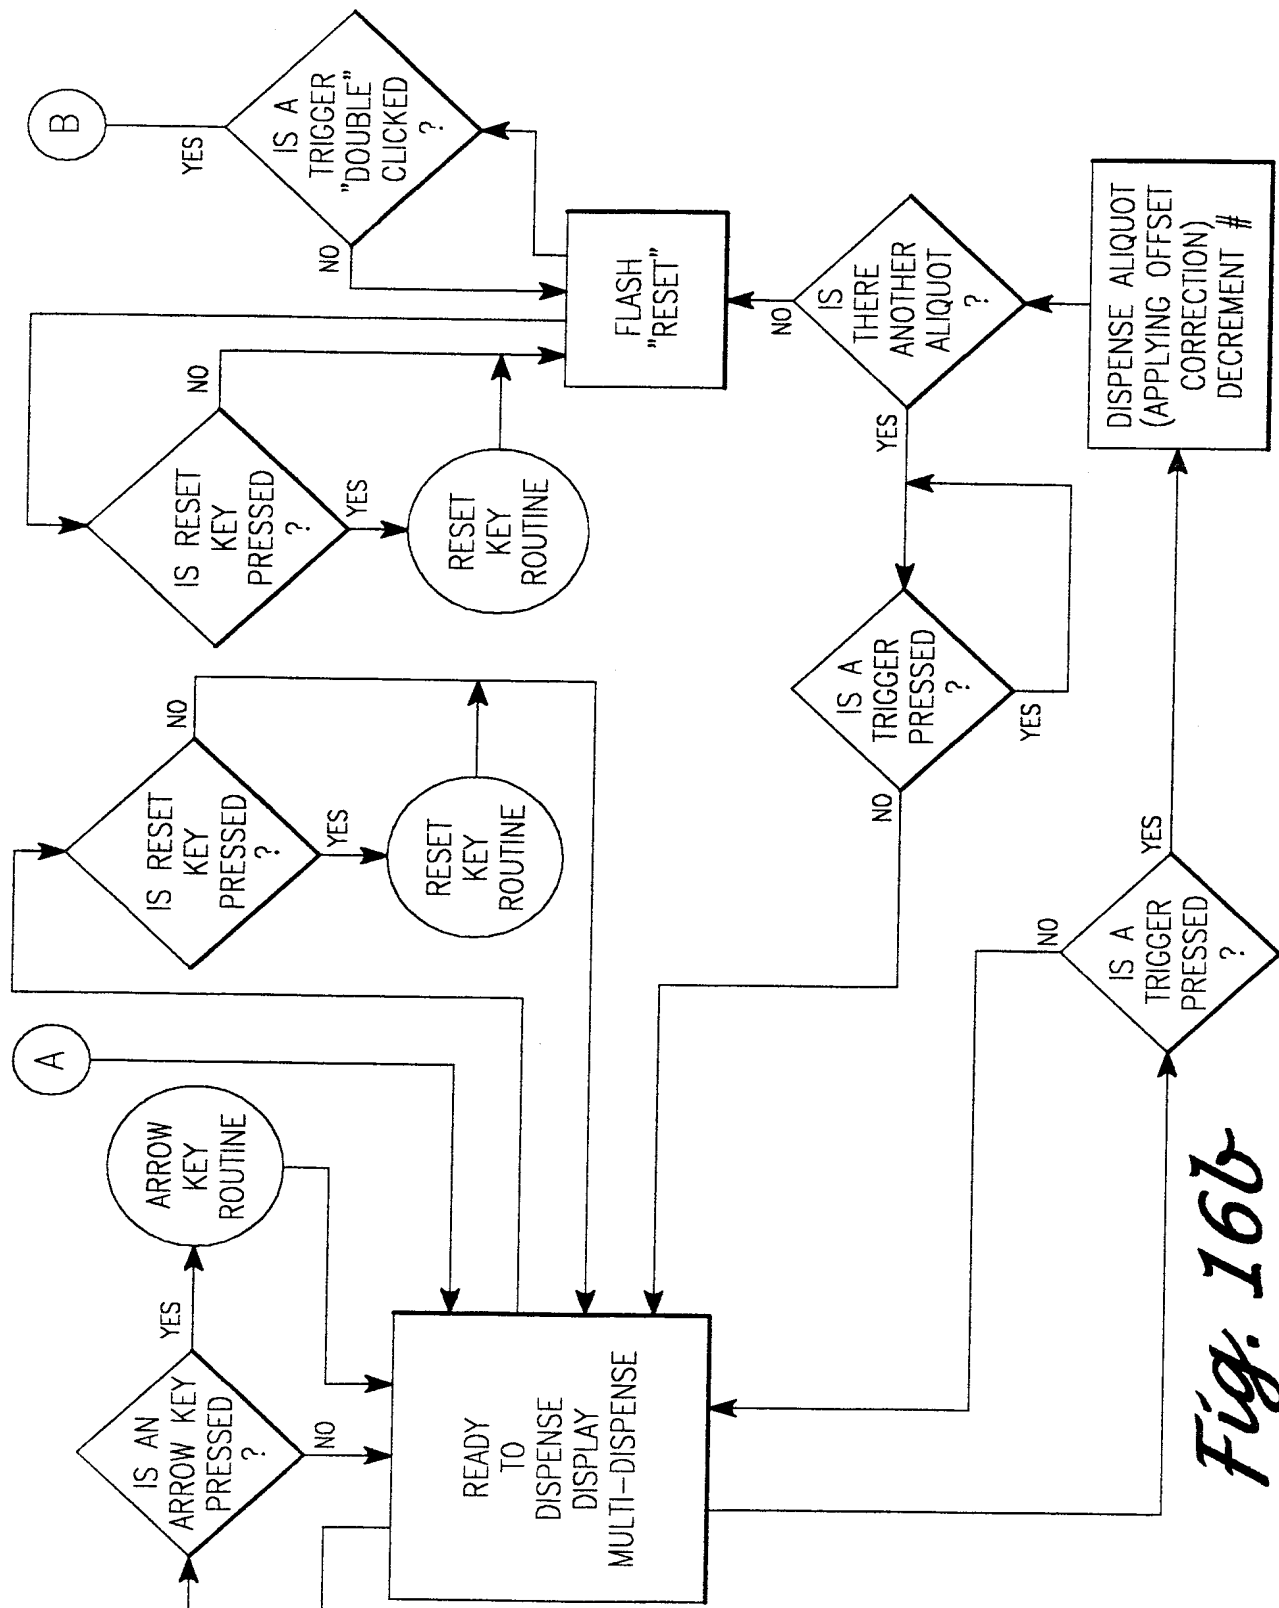 IS AN
ARROW KEY
PRESSED
?
YES
NO
ARROW
KEY
ROUTINE
A
READY
TO
DISPENSE
DISPLAY
MULTI-DISPENSE
IS RESET
KEY
PRESSED
?
NO
YES
RESET
KEY
ROUTINE
IS RESET
KEY
PRESSED
?
NO
YES
RESET
KEY
ROUTINE
B
YES
IS A
TRIGGER
"DOUBLE"
CLICKED
?
NO
FLASH
"RESET"
NO
IS
THERE
ANOTHER
ALIQUOT
?
YES
IS A
TRIGGER
PRESSED
?
NO
YES
IS A
TRIGGER
PRESSED
?
NO
YES
DISPENSE ALIQUOT
(APPLYING OFFSET
CORRECTION)
DECREMENT #
Fig. 16b